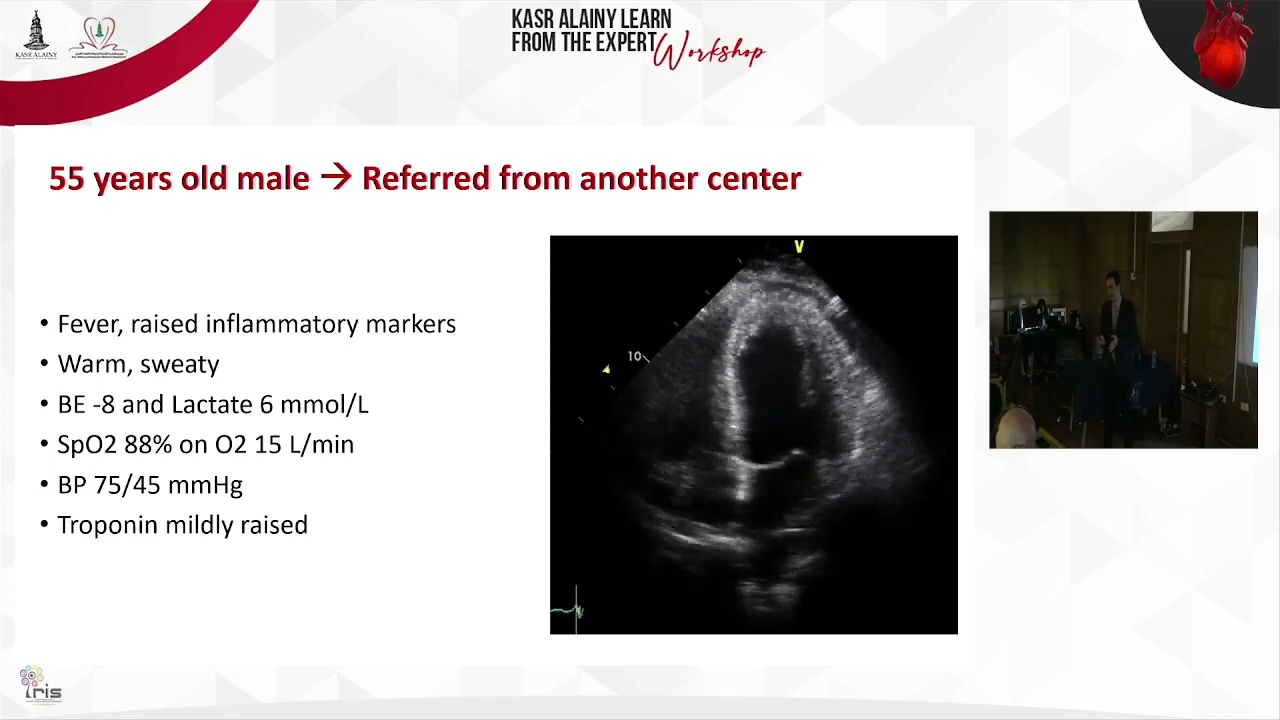 KASR ALAINY
KASR ALAINY LEARN
FROM THE EXPERT
Workshop
55 years old male → Referred from another center
• Fever, raised inflammatory markers
• Warm, sweaty
• BE -8 and Lactate 6 mmol/L
• SpO2 88% on O2 15 L/min
• BP 75/45 mmHg
• Troponin mildly raised
V
10
iris